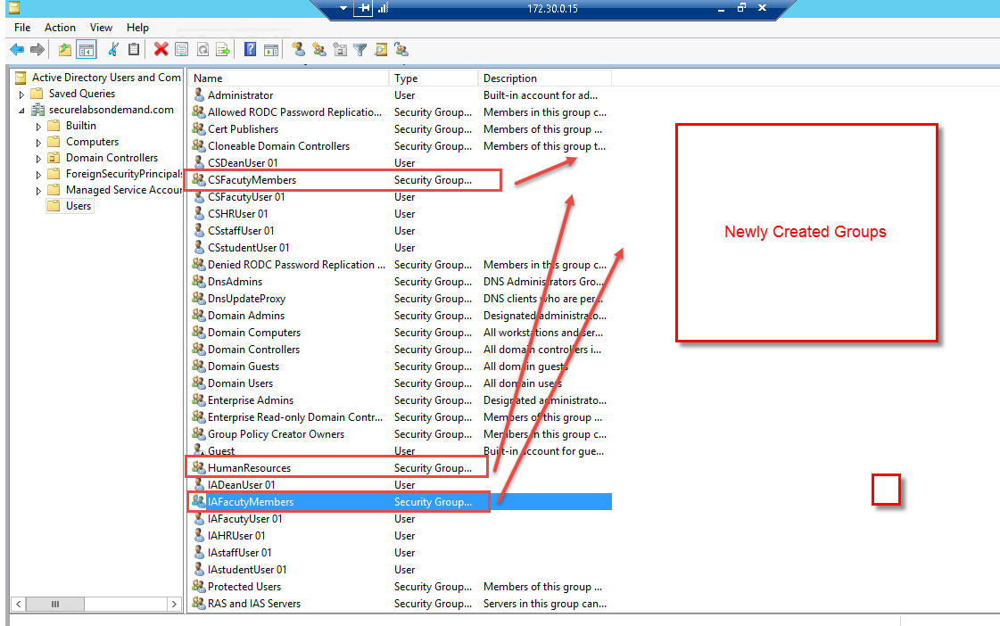 172.30.0.15
File Action View Help
Active Directory Users and Com
Saved Queries
securelabsondemand.com
Builtin
Computers
Domain Controllers
ForeignSecurityPrincipals
Managed Service Accour
Users
Name Type Description
Administrator User Built-in account for ad...
Allowed RODC Password Replicatio... Security Group... Members in this group c...
Cert Publishers Security Group... Members of this group ...
Cloneable Domain Controllers Security Group... Members of this group t...
CSDeanUser 01 User
CSFacutyMembers Security Group...
CSFacutyUser 01 User
CSHRUser 01 User
CSstaffUser 01 User
CSstudentUser 01 User
Denied RODC Password Replication ... Security Group... Members in this group c...
DnsAdmins Security Group... DNS Administrators Gro...
DnsUpdateProxy Security Group... DNS clients who are per...
Domain Admins Security Group... Designated administrato...
Domain Computers Security Group... All workstations and ser...
Domain Controllers Security Group... All domain controllers i...
Domain Guests Security Group... All domain guests
Domain Users Security Group... All domain users
Enterprise Admins Security Group... Designated administrato...
Enterprise Read-only Domain Contr... Security Group... Members of this group ...
Group Policy Creator Owners Security Group... Members in this group c...
Guest User Built-in account for gue...
HumanResources Security Group...
IADeanUser 01 User
IAFacutyMembers Security Group...
IAFacutyUser 01 User
IAHRUser 01 User
IAstaffUser 01 User
IAstudentUser 01 User
Protected Users Security Group... Members of this group ...
RAS and IAS Servers Security Group... Servers in this group can...
Newly Created Groups